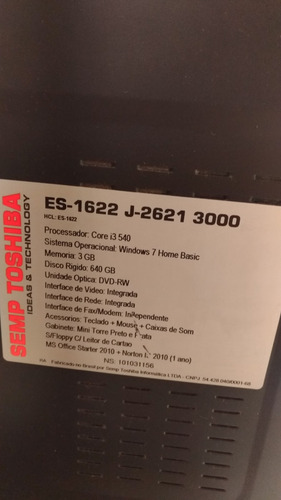 SEMP TOSHIBA
IDEAS & TECHNOLOGY
ES-1622 J-2621 3000
HCL: ES-1622
Processador: Core i3 540
Sistema Operacional: Windows 7 Home Basic
Memoria: 3 GB
Disco Rigido: 640 GB
Unidade Optica: DVD-RW
Interface de Video: Integrada
Interface de Rede: Integrada
Interface de Fax/Modem: Independente
Acessorios: Teclado + Mouse + Caixas de Som
Gabinete: Mini Torre Preto e Prata
S/Floppy C/ Leitor de Cartao
MS Office Starter 2010 + Norton 2010 (1 ano)
NS: 101031156
Fabricado no Brasil por Semp Toshiba Informatica LTDA - CNPJ